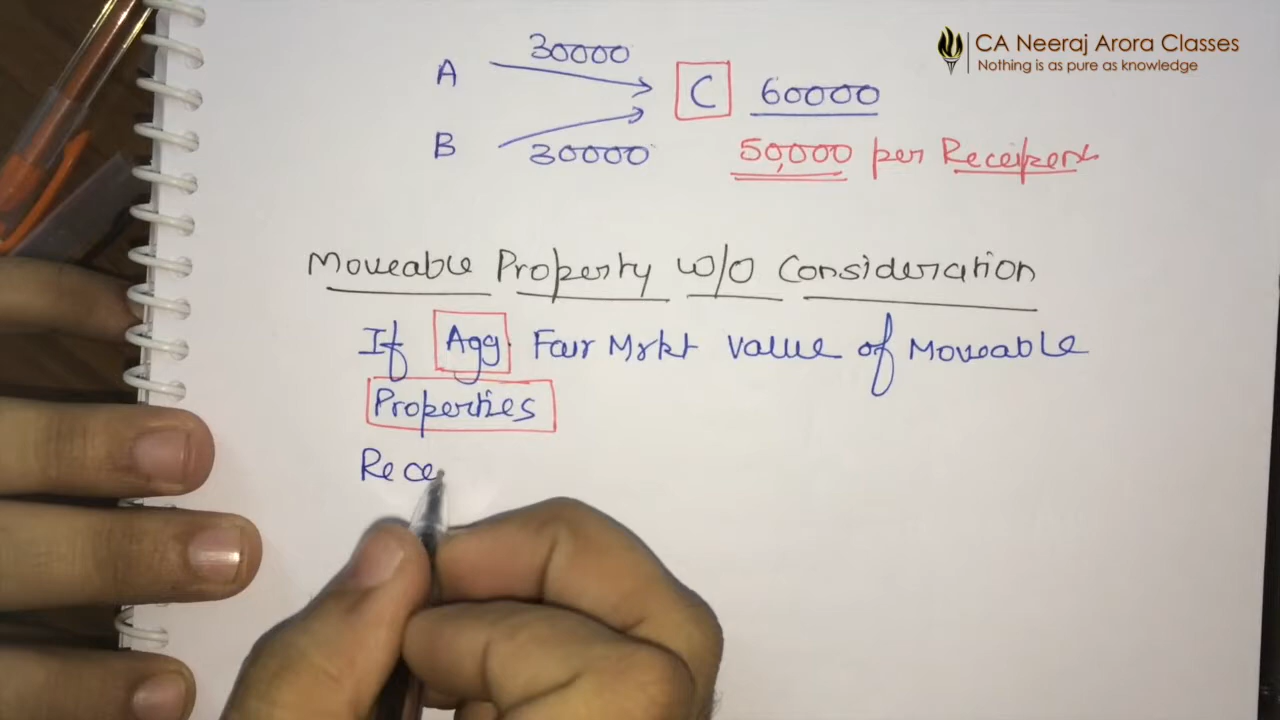 CA Neeraj Arora Classes
Nothing is as pure as knowledge
A 30000 C 60000
B 30000 50,000 per Receipent
Moveable Property w/o Consideration
If Agg. Fair Mrkt Value of Moveable
Properties
Rece